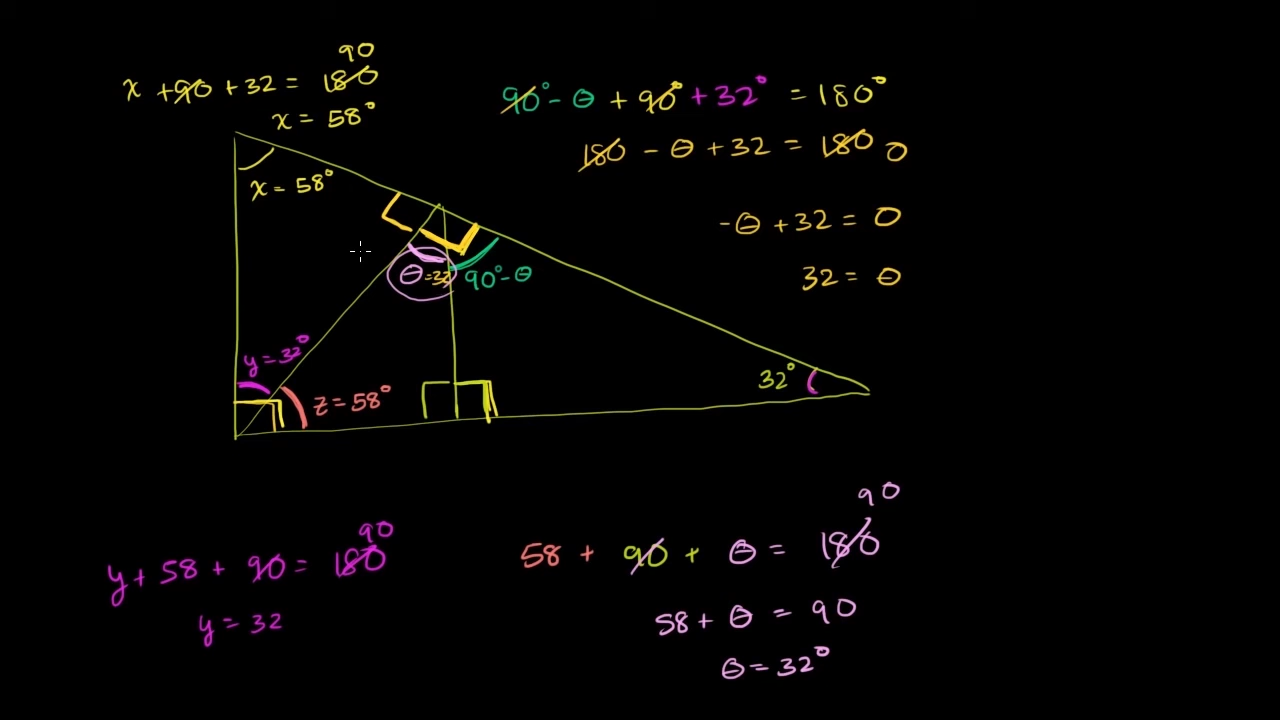 90
x + 90 + 32 = 180
x = 58°
90° - θ + 90° + 32° = 180°
180 - θ + 32 = 180 0
-θ + 32 = 0
32 = θ
x = 58°
θ = 32
90° - θ
y = 32°
z = 58°
32°
90
y + 58 + 90 = 180
y = 32
90
58 + 90 + θ = 180
58 + θ = 90
θ = 32°